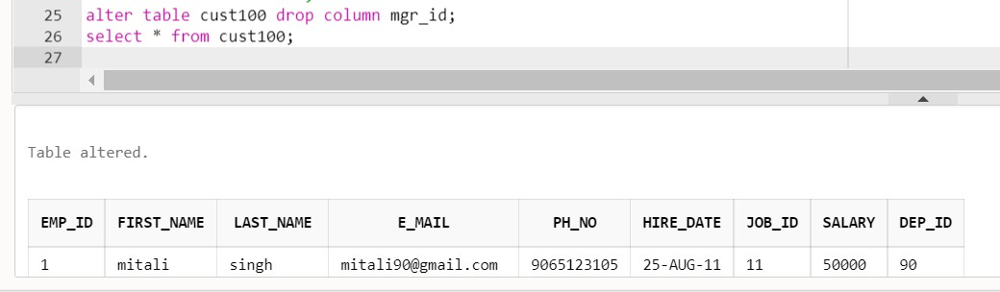 25 alter table cust100 drop column mgr_id;
26 select * from cust100;
27
Table altered.
EMP_ID FIRST_NAME LAST_NAME E_MAIL PH_NO HIRE_DATE JOB_ID SALARY DEP_ID
1 mitali singh mitali90@gmail.com 9065123105 25-AUG-11 11 50000 90